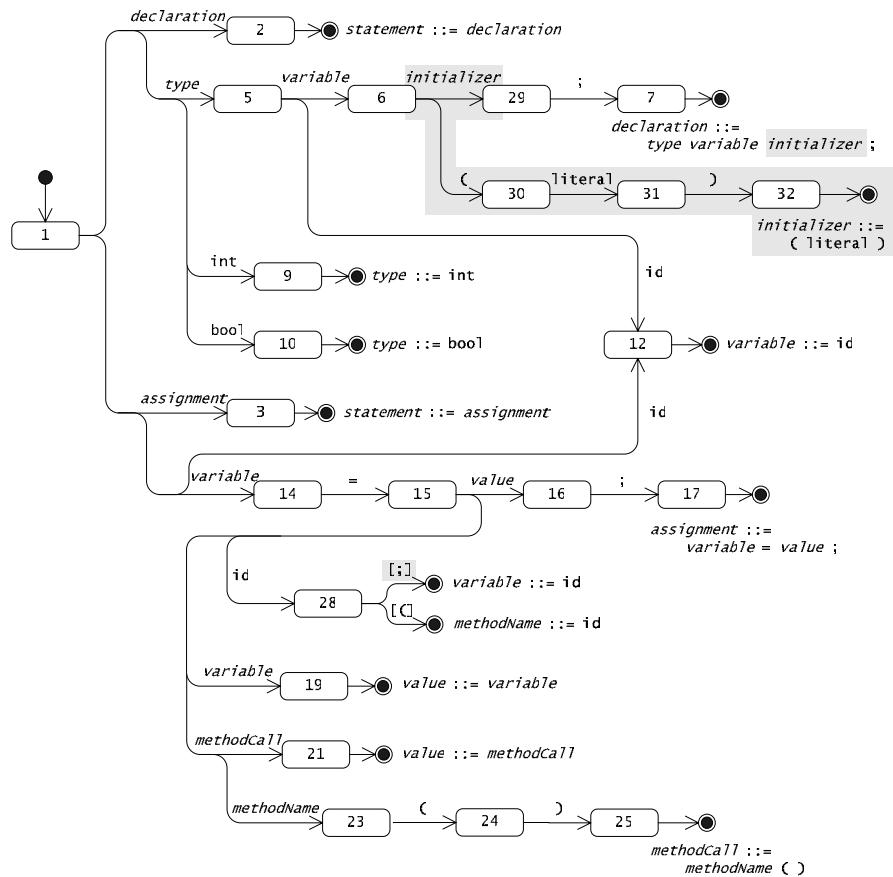 declaration
2
statement ::= declaration
type
5
variable
6
initializer
29
;
7
declaration ::=
type variable initializer ;
(
30
literal
31
)
32
initializer ::=
( literal )
1
int
9
type ::= int
id
bool
10
type ::= bool
12
variable ::= id
assignment
3
statement ::= assignment
id
variable
14
=
15
value
16
;
17
assignment ::=
variable = value ;
id
28
[;]
variable ::= id
[(]
methodName ::= id
variable
19
value ::= variable
methodCall
21
value ::= methodCall
methodName
23
(
24
)
25
methodCall ::=
methodName ( )